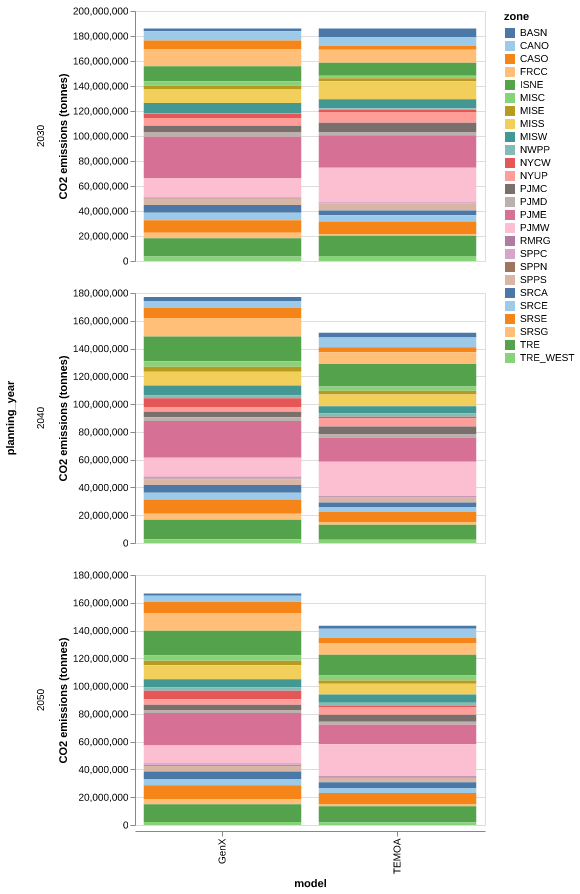 zone
BASN
CANO
CASO
FRCC
ISNE
MISC
MISE
MISS
MISW
NWPP
NYCW
NYUP
PJMC
PJMD
PJME
PJMW
RMRG
SPPC
SPPN
SPPS
SRCA
SRCE
SRSE
SRSG
TRE
TRE_WEST
planning_year
2030
CO2 emissions (tonnes)
200,000,000
180,000,000
160,000,000
140,000,000
120,000,000
100,000,000
80,000,000
60,000,000
40,000,000
20,000,000
0
2040
CO2 emissions (tonnes)
180,000,000
160,000,000
140,000,000
120,000,000
100,000,000
80,000,000
60,000,000
40,000,000
20,000,000
0
2050
CO2 emissions (tonnes)
180,000,000
160,000,000
140,000,000
120,000,000
100,000,000
80,000,000
60,000,000
40,000,000
20,000,000
0
GenX
TEMOA
model